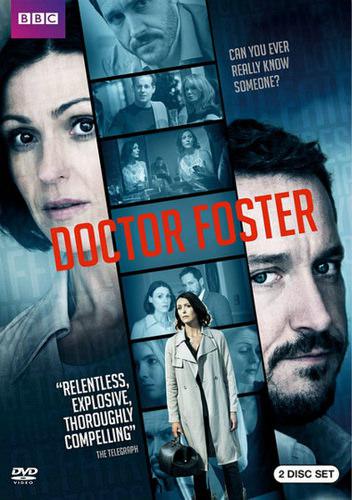 BBC
CAN YOU EVER
REALLY KNOW
SOMEONE?
DOCTOR FOSTER
"RELENTLESS,
EXPLOSIVE,
THOROUGHLY
COMPELLING"
THE TELEGRAPH
DVD
VIDEO
2 DISC SET